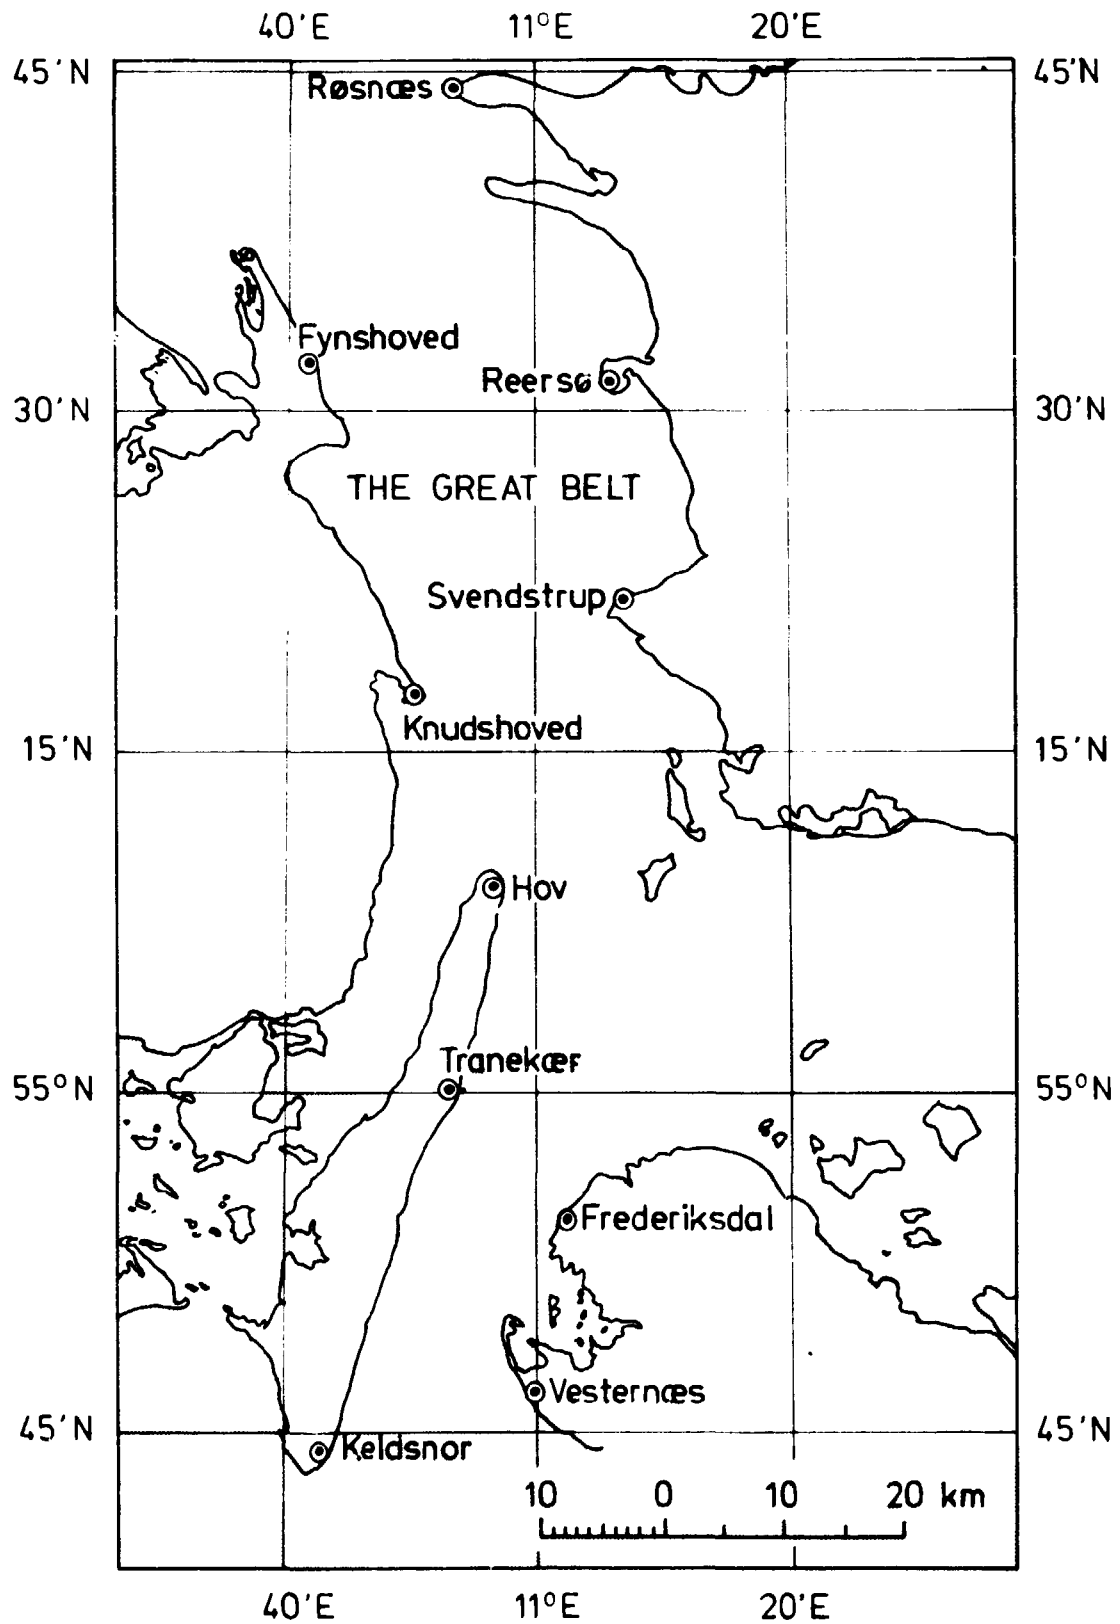 40'E 11°E 20'E
45'N 45'N
Røsnæs
Fynshoved
Reersø
30'N 30'N
THE GREAT BELT
Svendstrup
Knudshoved
15'N 15'N
Hov
Tranekær
55°N 55°N
Frederiksdal
Vesternæs
45'N 45'N
Keldsnor
10 0 10 20 km
40'E 11°E 20'E